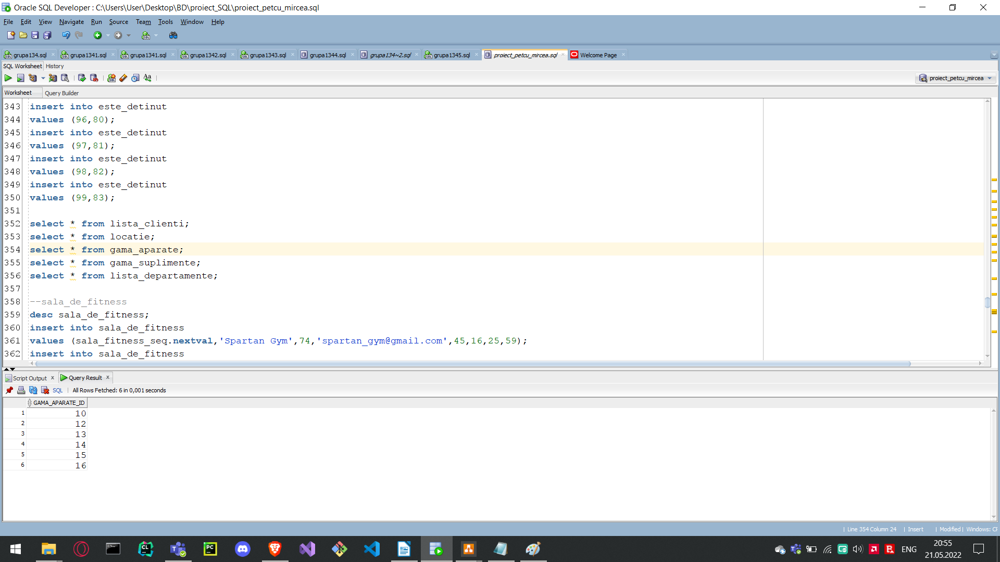 Oracle SQL Developer : C:\Users\User\Desktop\BD\proiect_SQL\proiect_petcu_mircea.sql
File Edit View Navigate Run Source Team Tools Window Help
grupa134.sql grupa1341.sql grupa1341.sql grupa1342.sql grupa1343.sql grupa1344.sql grupa134~2.sql grupa1345.sql proiect_petcu_mircea.sql Welcome Page
SQL Worksheet History
proiect_petcu_mircea
Worksheet Query Builder
343 insert into este_detinut
344 values (96,80);
345 insert into este_detinut
346 values (97,81);
347 insert into este_detinut
348 values (98,82);
349 insert into este_detinut
350 values (99,83);
351
352 select * from lista_clienti;
353 select * from locatie;
354 select * from gama_aparate;
355 select * from gama_suplimente;
356 select * from lista_departamente;
357
358 --sala_de_fitness
359 desc sala_de_fitness;
360 insert into sala_de_fitness
361 values (sala_fitness_seq.nextval,'Spartan Gym',74,'spartan_gym@gmail.com',45,16,25,59);
362 insert into sala_de_fitness
Script Output Query Result
SQL | All Rows Fetched: 6 in 0,001 seconds
GAMA_APARATE_ID
1 10
2 12
3 13
4 14
5 15
6 16
| Line 354 Column 24 | Insert | Modified | Windows: CF
ENG 20:55
21.05.2022